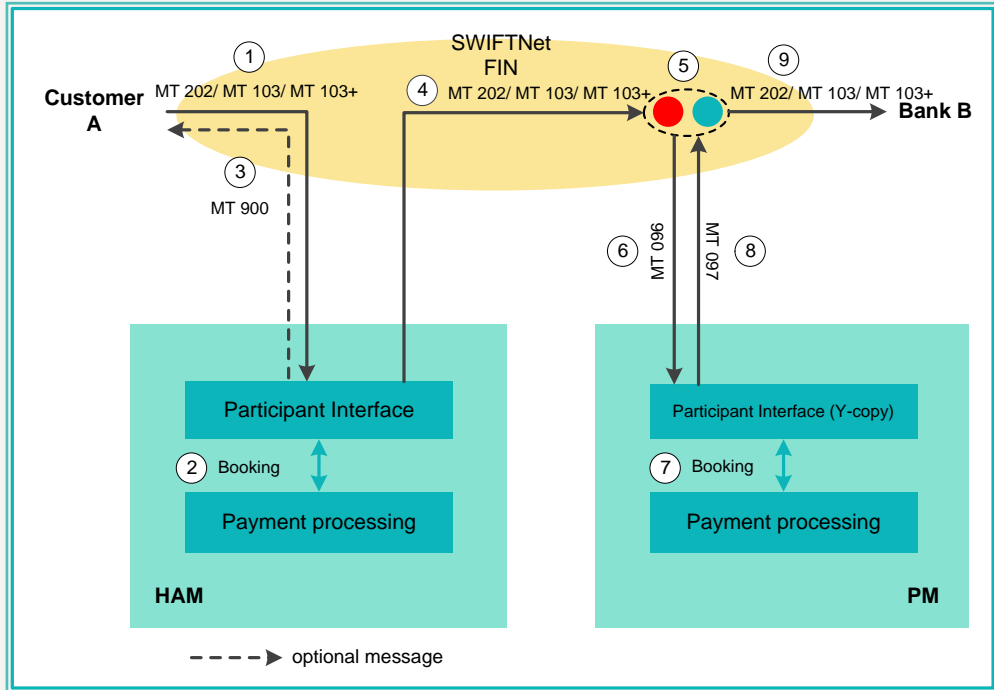 SWIFTNet
FIN
1
MT 202/ MT 103/ MT 103+
4
MT 202/ MT 103/ MT 103+
5
9
MT 202/ MT 103/ MT 103+
Customer
A
Bank B
3
MT 900
6
MT 096
MT 097
8
Participant Interface
2
Booking
Payment processing
HAM
Participant Interface (Y-copy)
7
Booking
Payment processing
PM
optional message